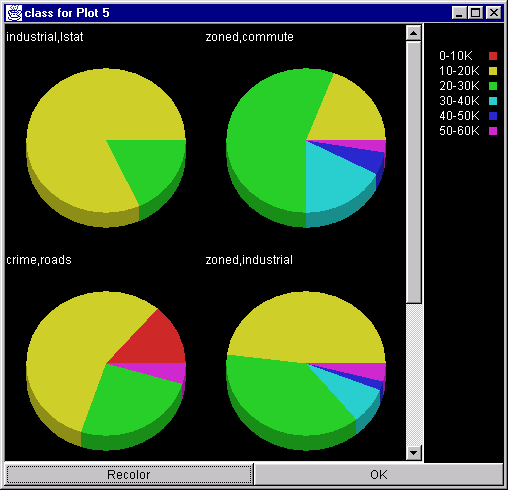 class for Plot 5
industrial,lstat
zoned,commute
0-10K
10-20K
20-30K
30-40K
40-50K
50-60K
crime,roads
zoned,industrial
Recolor
OK